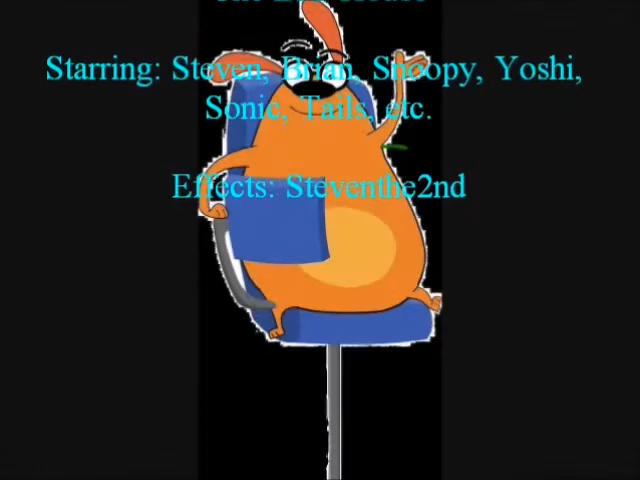 Starring: Steven, Brian, Snoopy, Yoshi,
Sonic, Tails, etc.
Effects: Steventhe2nd